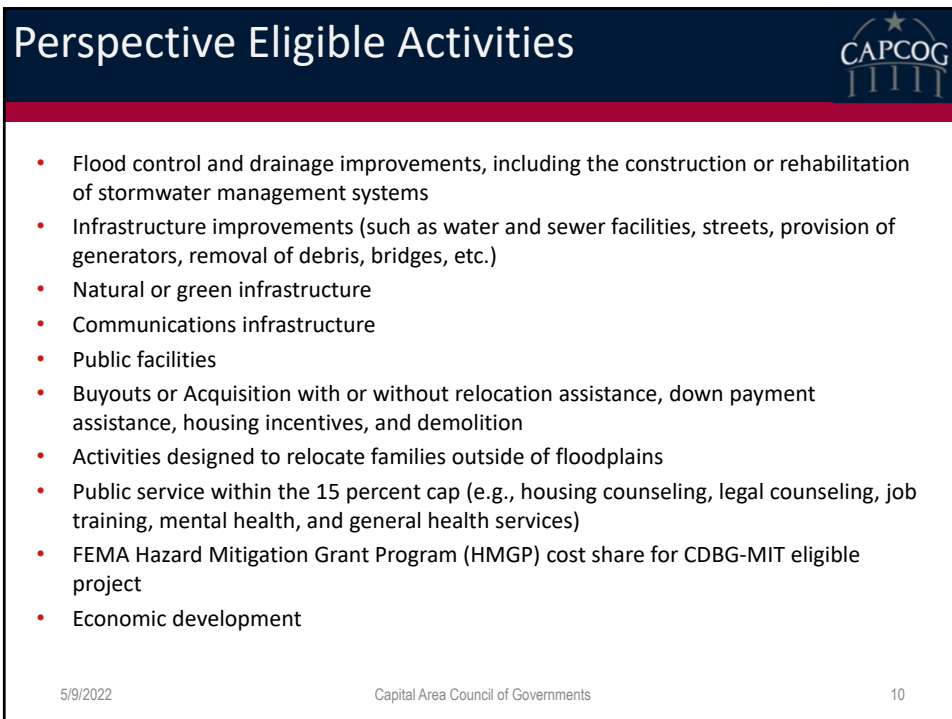 Perspective Eligible Activities
CAPCOG
• Flood control and drainage improvements, including the construction or rehabilitation
of stormwater management systems
• Infrastructure improvements (such as water and sewer facilities, streets, provision of
generators, removal of debris, bridges, etc.)
• Natural or green infrastructure
• Communications infrastructure
• Public facilities
• Buyouts or Acquisition with or without relocation assistance, down payment
assistance, housing incentives, and demolition
• Activities designed to relocate families outside of floodplains
• Public service within the 15 percent cap (e.g., housing counseling, legal counseling, job
training, mental health, and general health services)
• FEMA Hazard Mitigation Grant Program (HMGP) cost share for CDBG-MIT eligible
project
• Economic development
5/9/2022
Capital Area Council of Governments
10